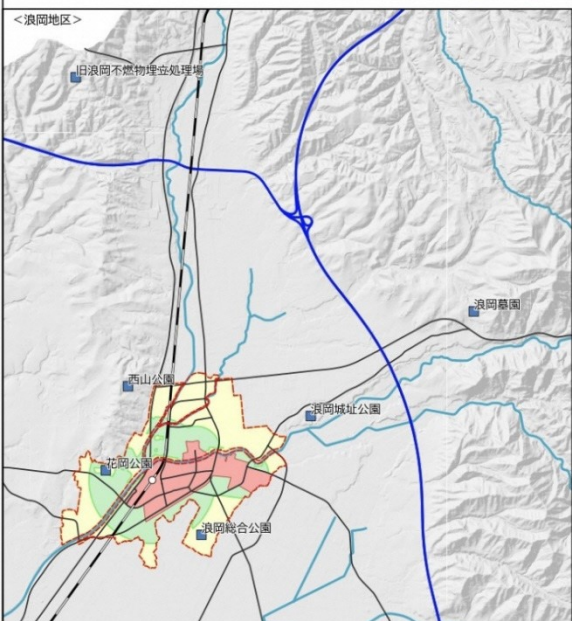 <浪岡地区>
旧浪岡不燃物埋立処理場
浪岡墓園
西山公園
浪岡城址公園
花岡公園
浪岡総合公園